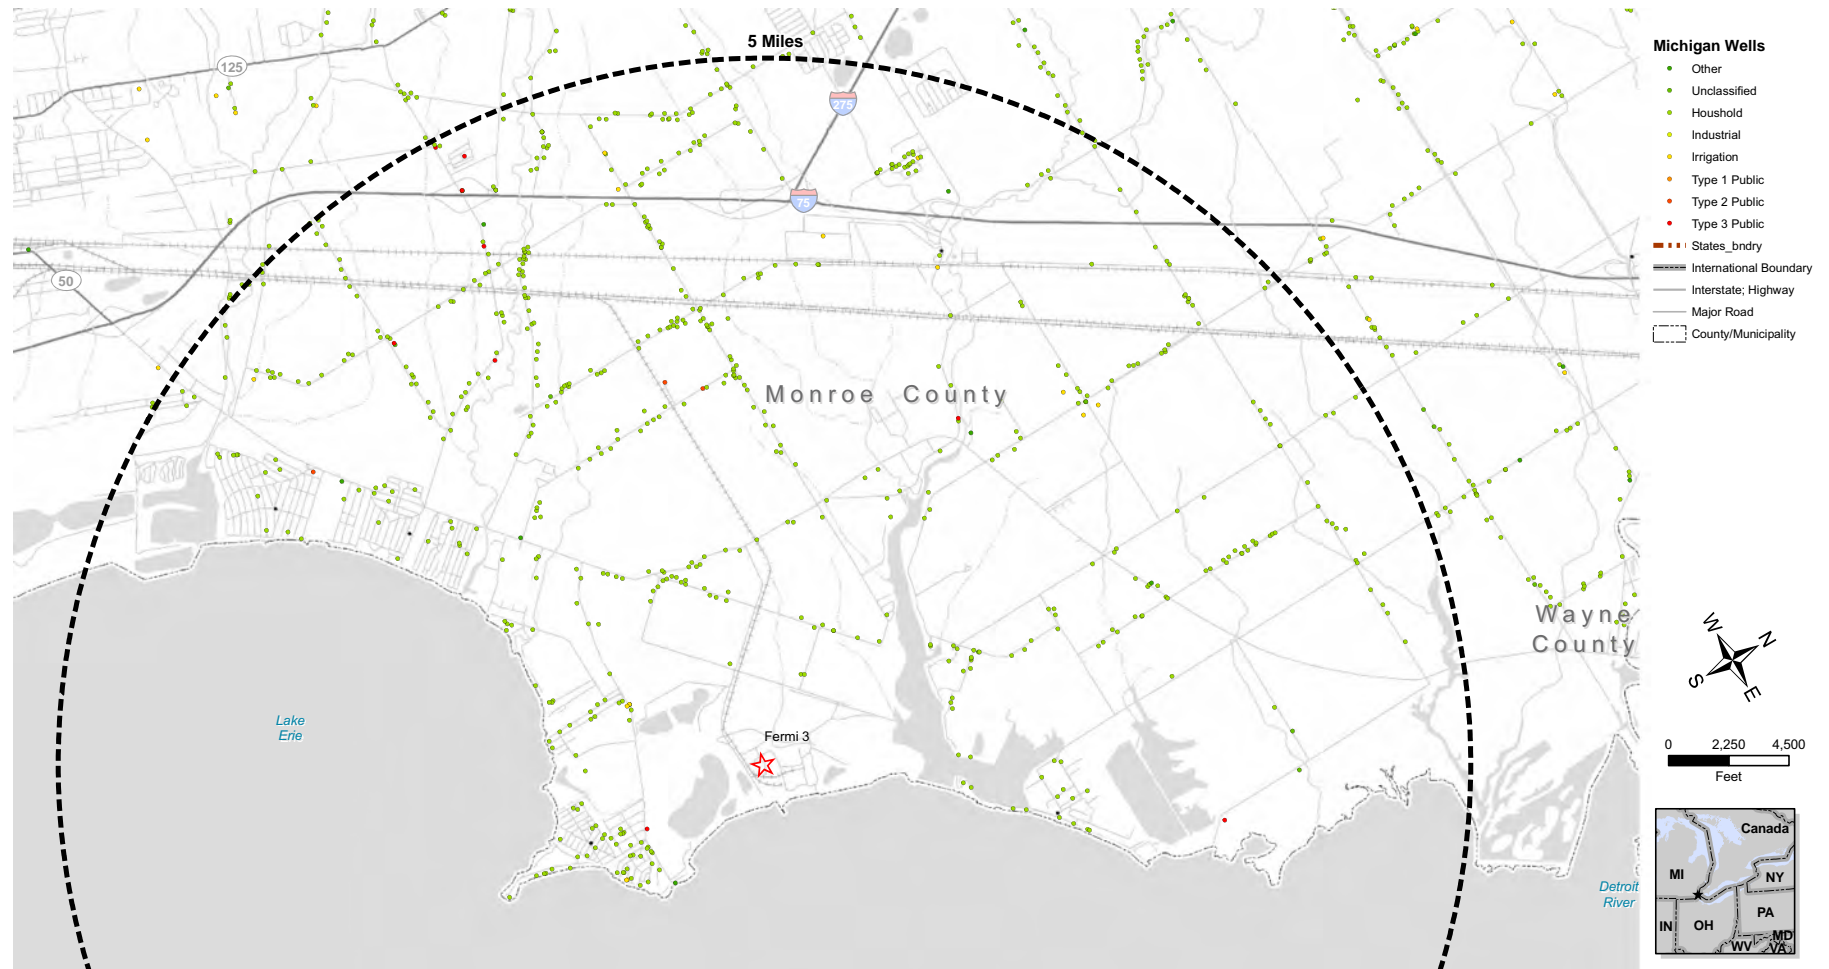 5 Miles
125
275
75
50
Monroe County
Wayne
County
Lake
Erie
Fermi 3
Detroit
River
Michigan Wells
Other
Unclassified
Houshold
Industrial
Irrigation
Type 1 Public
Type 2 Public
Type 3 Public
States_bndry
International Boundary
Interstate; Highway
Major Road
County/Municipality
W
N
S
E
0 2,250 4,500
Feet
Canada
MI
NY
PA
IN
OH
MD
WV
VA